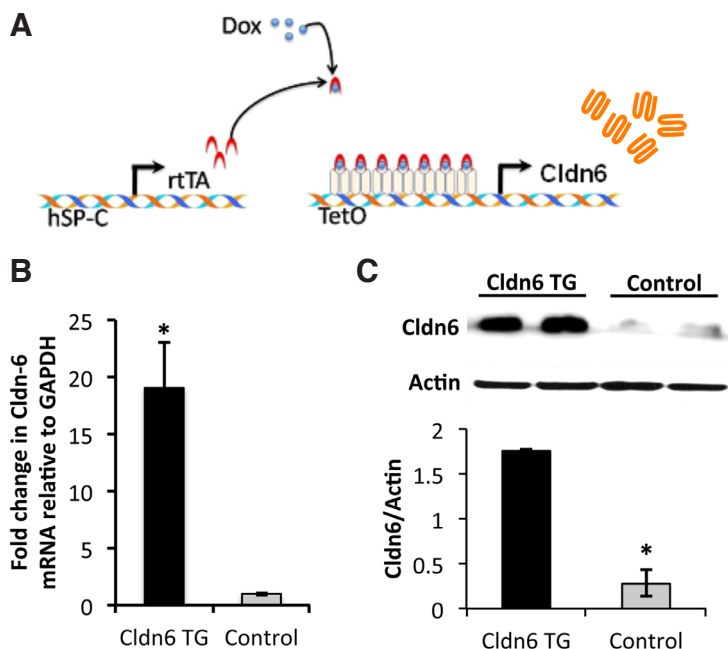 A
Dox
rtTA
hSP-C
TetO
Cldn6
B
Fold change in Cldn-6
mRNA relative to GAPDH
25
20
15
10
5
0
*
Cldn6 TG Control
C
Cldn6 TG Control
Cldn6
Actin
Cldn6/Actin
2
1.5
1
0.5
0
*
Cldn6 TG Control